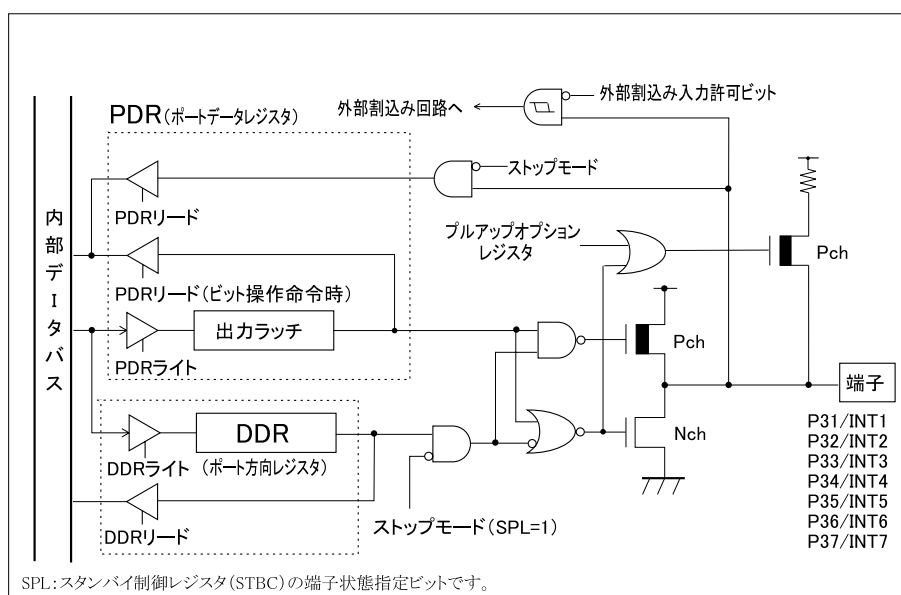 外部割込み回路へ
外部割込み入力許可ビット
PDR(ポートデータレジスタ)
ストップモード
PDRリード
内部データバス
プルアップオプション
レジスタ
Pch
PDRリード(ビット操作命令時)
出力ラッチ
PDRライト
Pch
端子
DDR
Nch
DDRライト
(ポート方向レジスタ)
P31/INT1
P32/INT2
P33/INT3
P34/INT4
P35/INT5
P36/INT6
P37/INT7
ストップモード(SPL=1)
DDRリード
SPL:スタンバイ制御レジスタ(STBC)の端子状態指定ビットです。